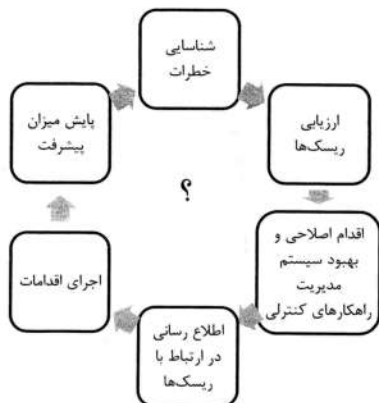 شناسایی
خطرات
ارزیابی
ریسک‌ها
اقدام اصلاحی و
بهبود سیستم
مدیریت
راهکارهای کنترلی
اطلاع رسانی
در ارتباط با
ریسک‌ها
اجرای اقدامات
پایش میزان
پیشرفت
؟